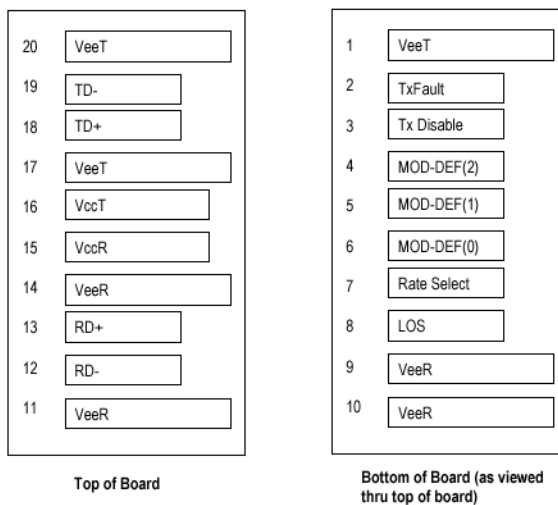 20 VeeT
19 TD-
18 TD+
17 VeeT
16 VccT
15 VccR
14 VeeR
13 RD+
12 RD-
11 VeeR
Top of Board
1 VeeT
2 TxFault
3 Tx Disable
4 MOD-DEF(2)
5 MOD-DEF(1)
6 MOD-DEF(0)
7 Rate Select
8 LOS
9 VeeR
10 VeeR
Bottom of Board (as viewed
thru top of board)